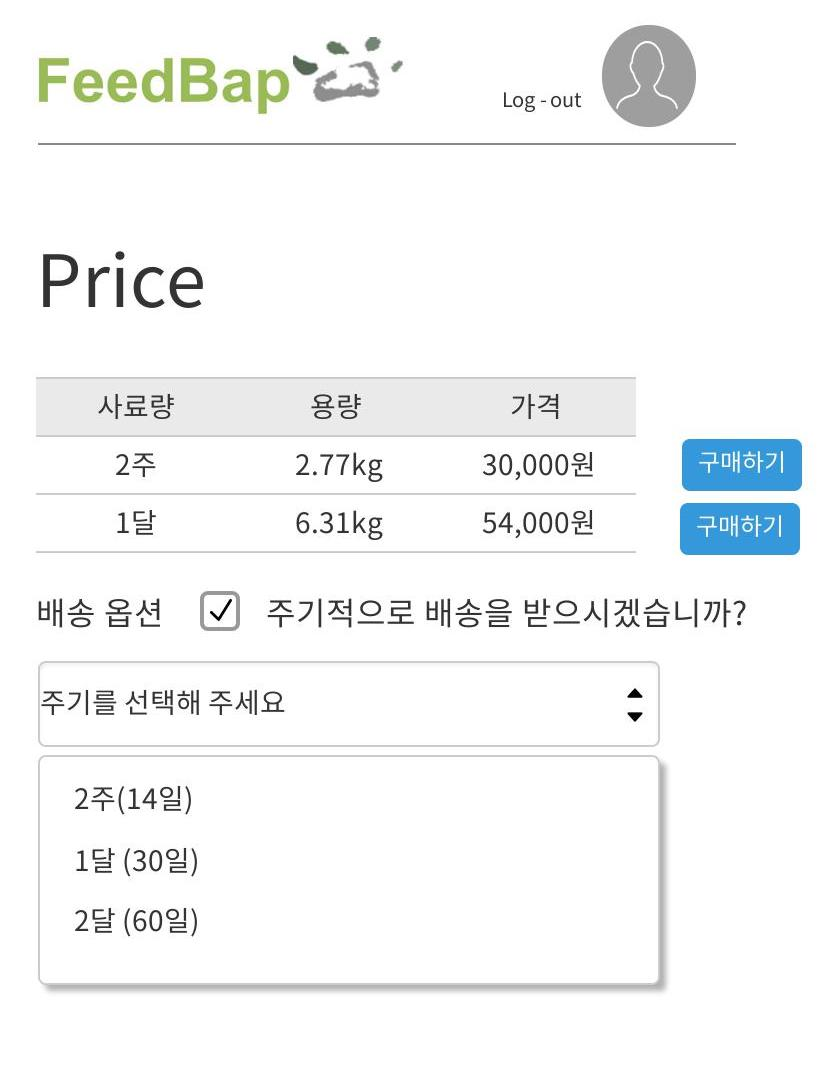 FeedBap
Log-out
Price
사료량 용량 가격
2주 2.77kg 30,000원 구매하기
1달 6.31kg 54,000원 구매하기
배송 옵션 주기적으로 배송을 받으시겠습니까?
주기를 선택해 주세요
2주(14일)
1달 (30일)
2달 (60일)